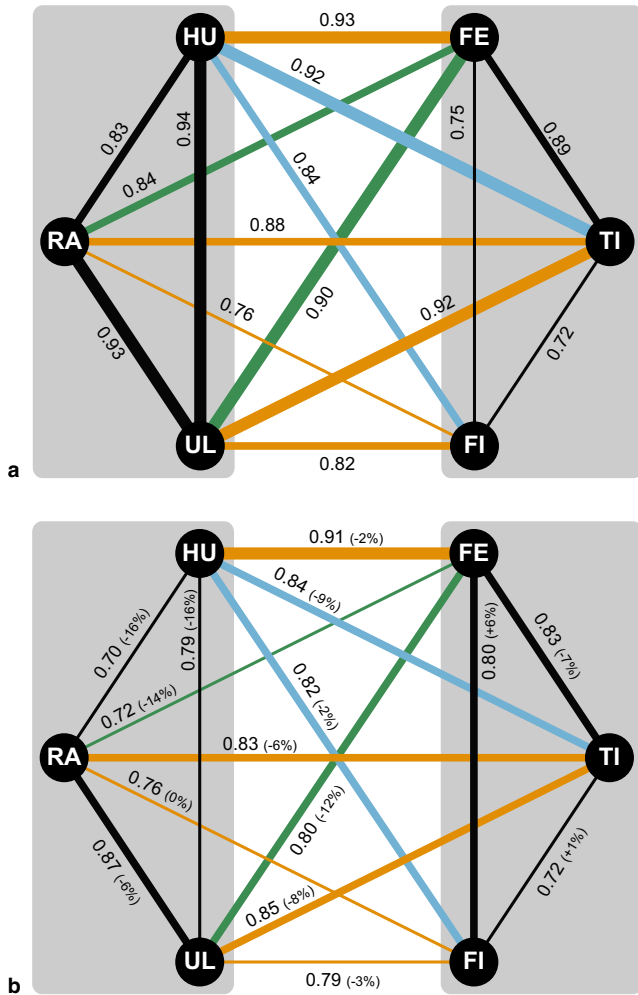 0.93
HU
FE
0.92
0.83
0.94
0.75
0.89
0.84
0.84
RA
0.88
TI
0.76
0.90
0.92
0.93
0.72
UL
FI
0.82
a
0.91 (-2%)
HU
FE
0.84 (-9%)
0.70 (-16%)
0.79 (-16%)
0.80 (+6%)
0.83 (-7%)
0.82 (-2%)
0.72 (-14%)
RA
0.83 (-6%)
TI
0.76 (0%)
0.80 (-12%)
0.87 (-6%)
0.85 (-8%)
0.72 (+1%)
UL
FI
0.79 (-3%)
b